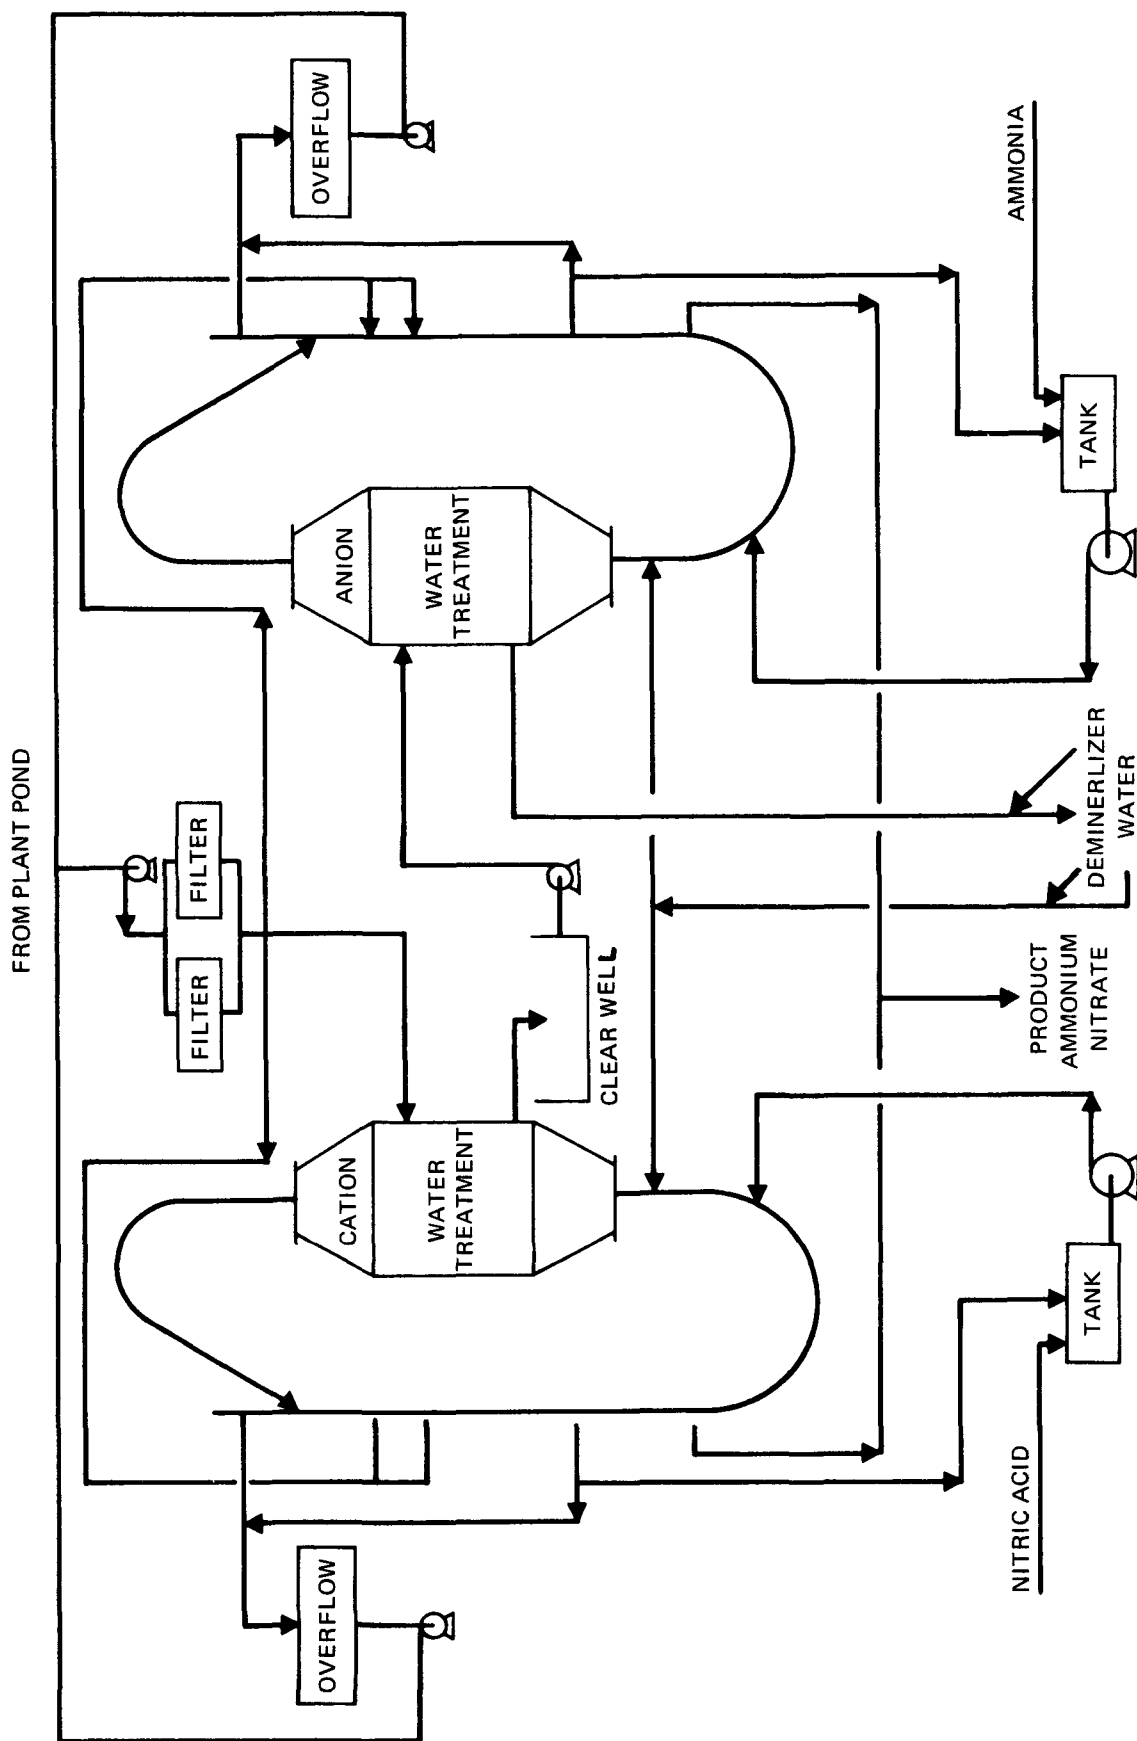 FROM PLANT POND
FILTER
FILTER
OVERFLOW
CATION
WATER
TREATMENT
CLEAR WELL
ANION
WATER
TREATMENT
OVERFLOW
NITRIC ACID
TANK
PRODUCT
AMMONIUM
NITRATE
DEMINERLIZER
WATER
TANK
AMMONIA